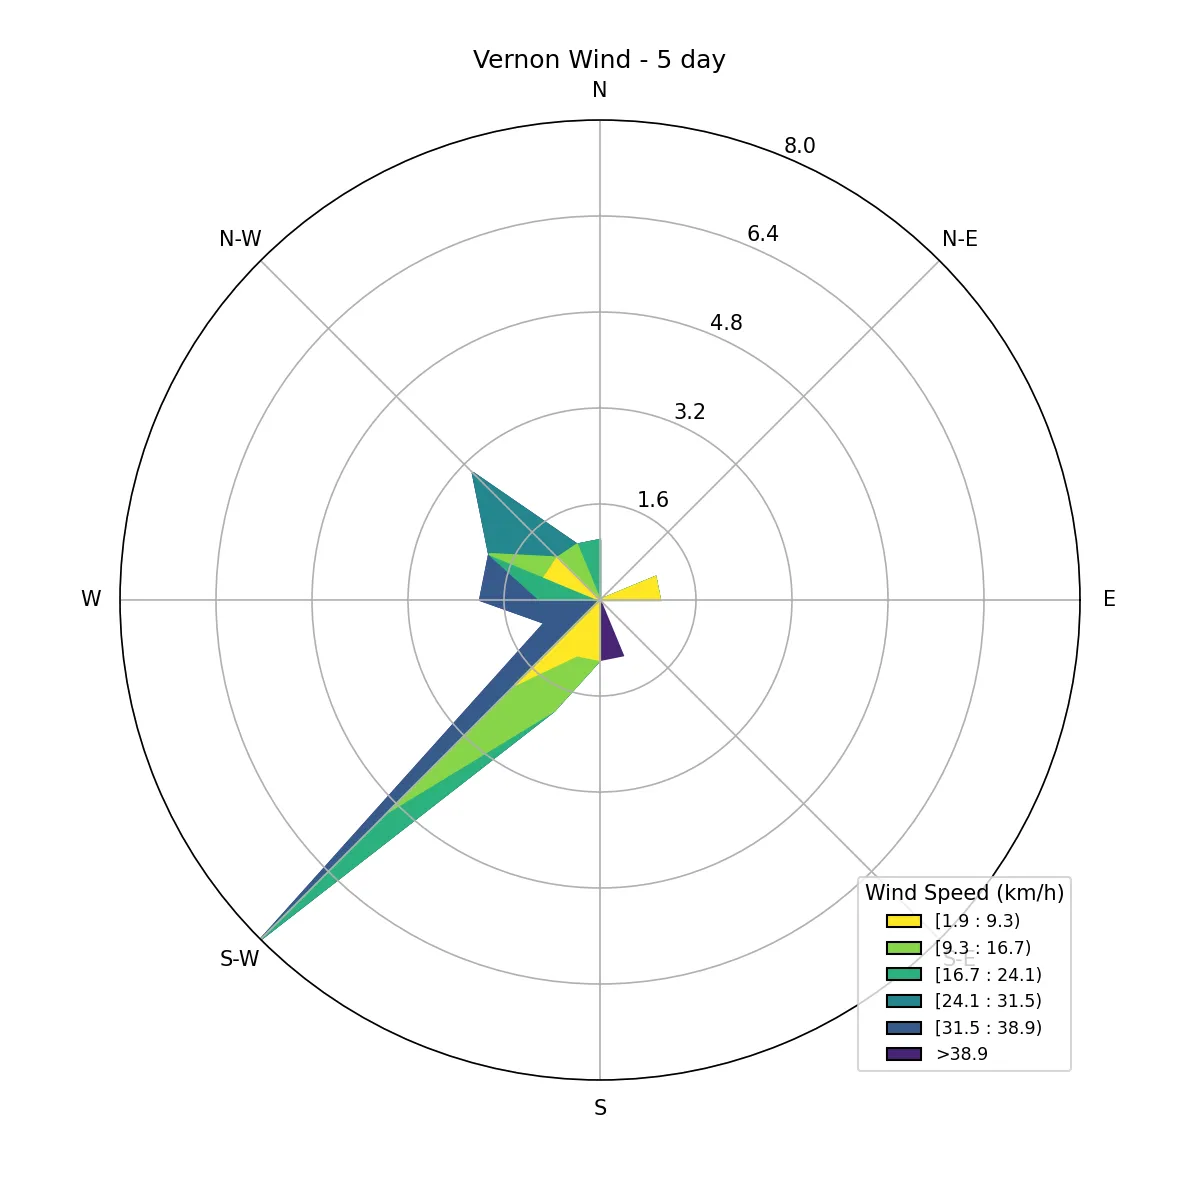 Vernon Wind - 5 day
N
8.0
N-W
6.4
N-E
4.8
3.2
1.6
W
E
S-W
S-E
S
Wind Speed (km/h)
[1.9 : 9.3)
[9.3 : 16.7)
[16.7 : 24.1)
[24.1 : 31.5)
[31.5 : 38.9)
>38.9